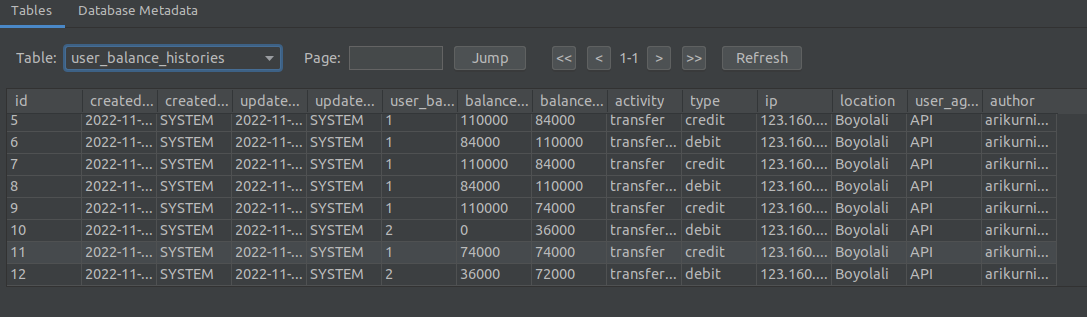 Tables Database Metadata
Table: user_balance_histories Page: Jump << < 1-1 > >> Refresh
id created... created... update... update... user_ba... balance... balance... activity type ip location user_ag... author
5 2022-11-... SYSTEM 2022-11-... SYSTEM 1 110000 84000 transfer credit 123.160.... Boyolali API arikurni...
6 2022-11-... SYSTEM 2022-11-... SYSTEM 1 84000 110000 transfer... debit 123.160.... Boyolali API arikurni...
7 2022-11-... SYSTEM 2022-11-... SYSTEM 1 110000 84000 transfer credit 123.160.... Boyolali API arikurni...
8 2022-11-... SYSTEM 2022-11-... SYSTEM 1 84000 110000 transfer... debit 123.160.... Boyolali API arikurni...
9 2022-11-... SYSTEM 2022-11-... SYSTEM 1 110000 74000 transfer credit 123.160.... Boyolali API arikurni...
10 2022-11-... SYSTEM 2022-11-... SYSTEM 2 0 36000 transfer... debit 123.160.... Boyolali API arikurni...
11 2022-11-... SYSTEM 2022-11-... SYSTEM 1 74000 74000 transfer credit 123.160.... Boyolali API arikurni...
12 2022-11-... SYSTEM 2022-11-... SYSTEM 2 36000 72000 transfer... debit 123.160.... Boyolali API arikurni...